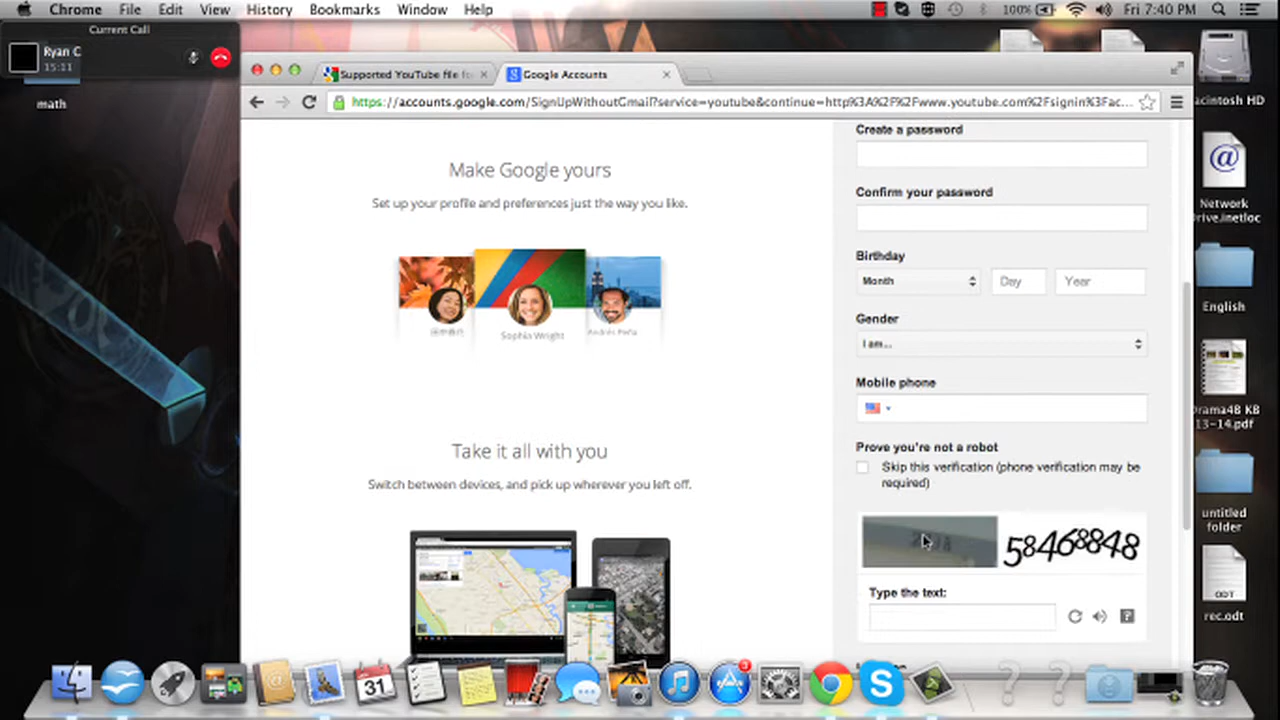 Chrome File Edit View History Bookmarks Window Help 100% Fri 7:40 PM
Current Call
Ryan C
15:11
math
Supported YouTube file fo
Google Accounts
https://accounts.google.com/SignUpWithoutGmail?service=youtube&continue=http%3A%2F%2Fwww.youtube.com%2Fsignin%3Fac...
Make Google yours
Set up your profile and preferences just the way you like.
Sophia Wright
Andrés Peña
Take it all with you
Switch between devices, and pick up wherever you left off.
Create a password
Confirm your password
Birthday
Month
Day
Year
Gender
I am...
Mobile phone
Prove you're not a robot
Skip this verification (phone verification may be
required)
58468848
Type the text:
acintosh HD
Network
Drive.inetloc
English
Drama48 KB
13-14.pdf
untitled
folder
ODT
rec.odt
31
3